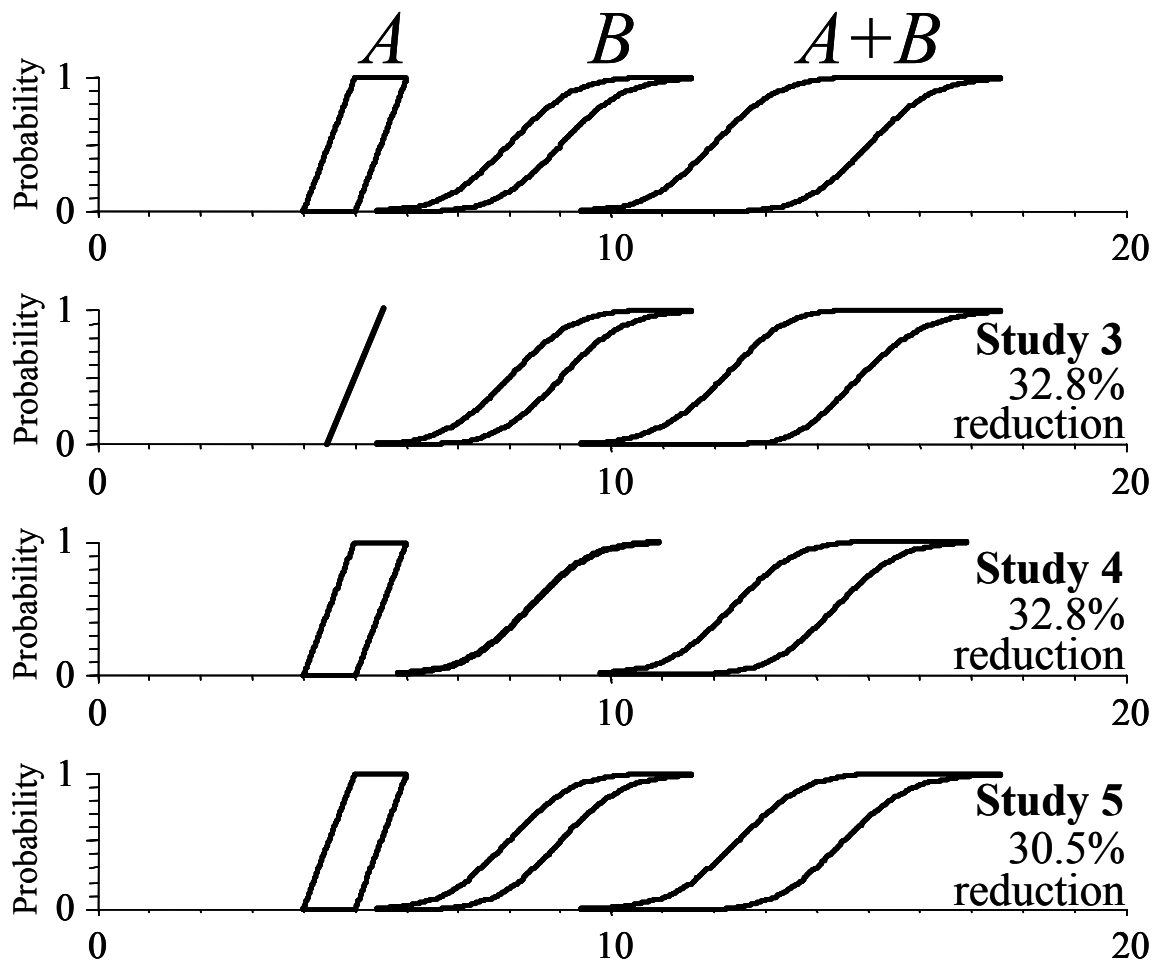 A B A+B
Probability
1
0
0 10 20
Probability
1
0
Study 3
32.8%
reduction
0 10 20
Probability
1
0
Study 4
32.8%
reduction
0 10 20
Probability
1
0
Study 5
30.5%
reduction
0 10 20